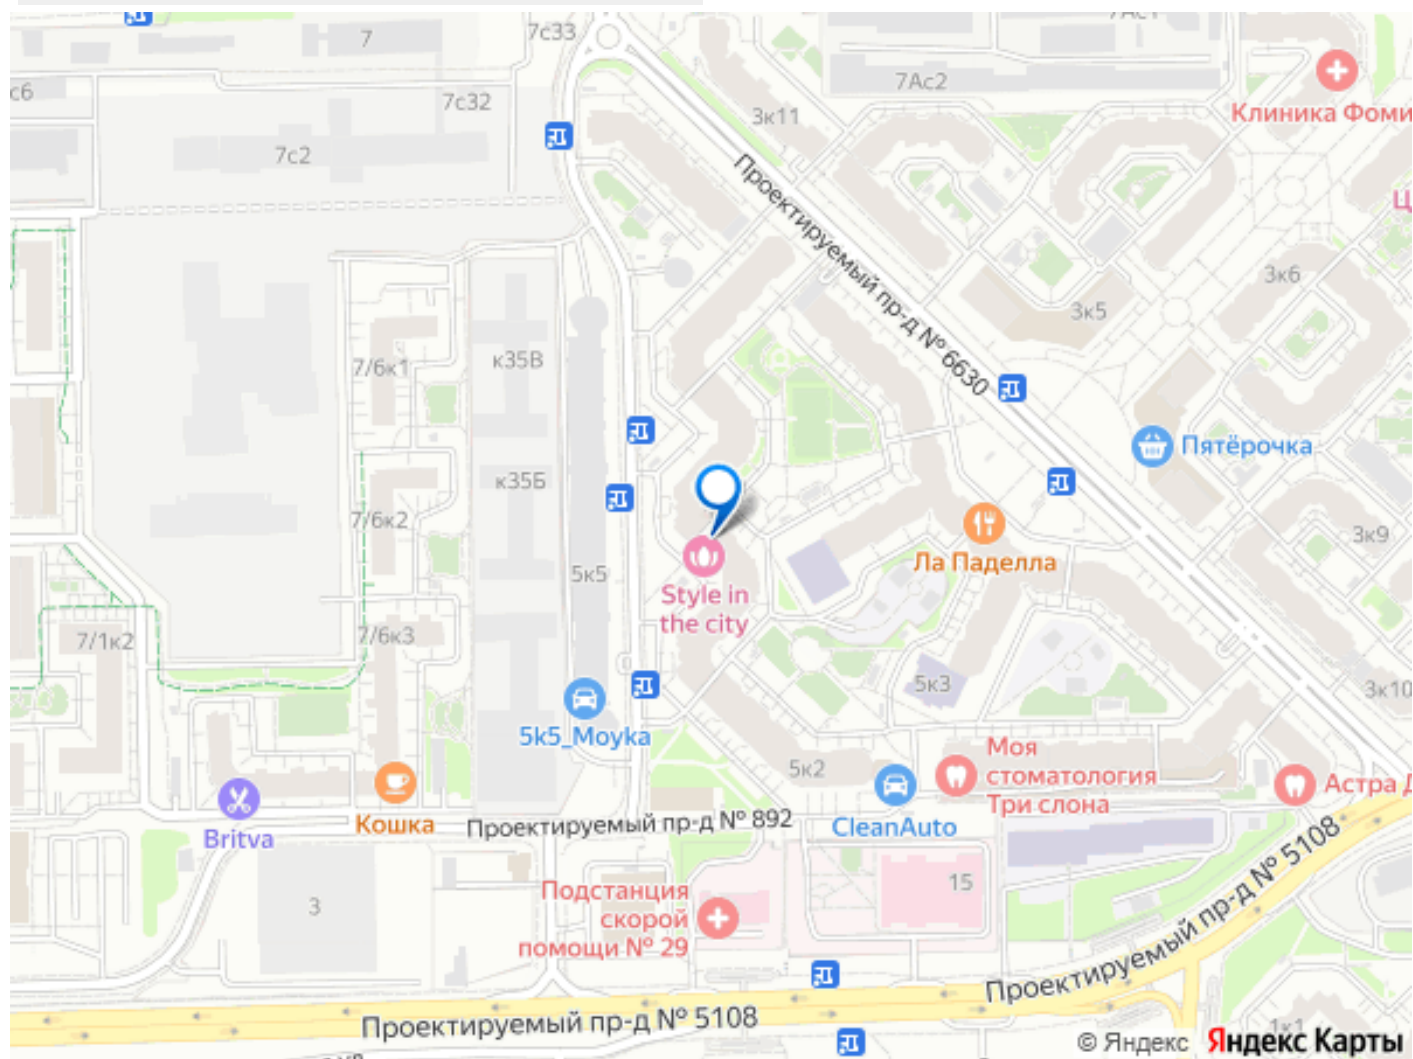 7с33
7
7Ас2
с6
7с32
3к11
Клиника Фоми
7с2
Проектируемый пр-д № 6630
Ц
3к6
3к5
7/6к1
к35В
Пятёрочка
к35Б
7/6к2
3к9
Ла Паделла
5к5
Style in
the city
7/1к2
7/6к3
5к3
3к10
5k5_Moyka
Моя
стоматология
Три слона
5к2
Астра Д
Britva
Кошка
Проектируемый пр-д № 892
CleanAuto
Проектируемый пр-д № 5108
15
3
Подстанция
скорой
помощи № 29
Проектируемый пр-д № 5108
1к1
© Яндекс Яндекс Карты